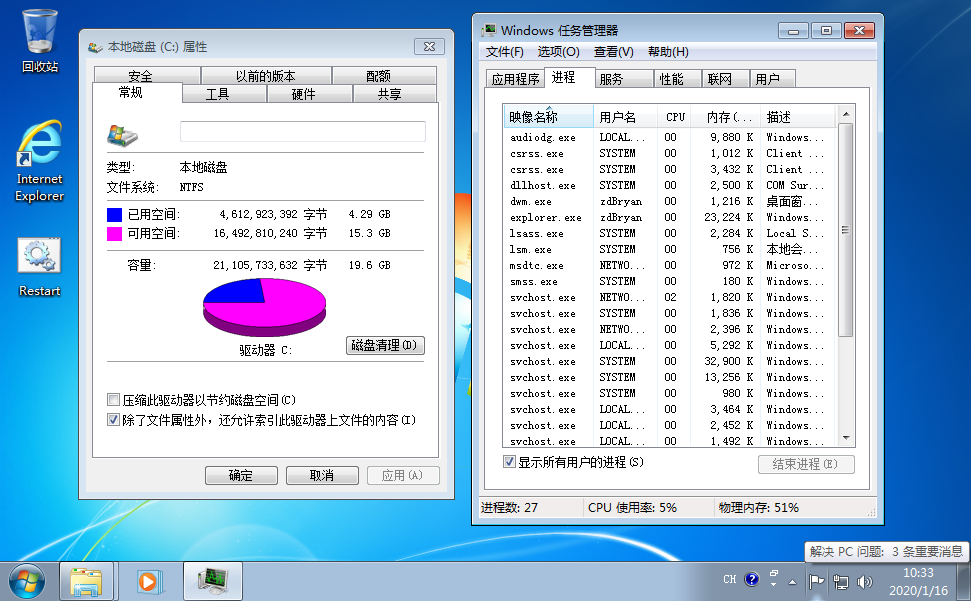 回收站
Internet
Explorer
Restart
本地磁盘 (C:) 属性
安全 以前的版本 配额
常规 工具 硬件 共享
类型: 本地磁盘
文件系统: NTFS
已用空间: 4,612,923,392 字节 4.29 GB
可用空间: 16,492,810,240 字节 15.3 GB
容量: 21,105,733,632 字节 19.6 GB
驱动器 C: 磁盘清理(D)
压缩此驱动器以节约磁盘空间(C)
除了文件属性外，还允许索引此驱动器上文件的内容(I)
确定 取消 应用(A)
Windows 任务管理器
文件(F) 选项(O) 查看(V) 帮助(H)
应用程序 进程 服务 性能 联网 用户
映像名称 用户名 CPU 内存(... 描述
audiodg.exe LOCAL... 00 9,880 K Windows...
csrss.exe SYSTEM 00 1,012 K Client ...
csrss.exe SYSTEM 00 3,432 K Client ...
dllhost.exe SYSTEM 00 2,500 K COM Sur...
dwm.exe zdBryan 00 1,216 K 桌面窗...
explorer.exe zdBryan 00 23,224 K Windows...
lsass.exe SYSTEM 00 2,284 K Local S...
lsm.exe SYSTEM 00 756 K 本地会...
msdtc.exe NETWO... 00 972 K Microso...
smss.exe SYSTEM 00 180 K Windows...
svchost.exe NETWO... 02 1,820 K Windows...
svchost.exe SYSTEM 00 1,836 K Windows...
svchost.exe NETWO... 00 2,396 K Windows...
svchost.exe LOCAL... 00 5,292 K Windows...
svchost.exe SYSTEM 00 32,900 K Windows...
svchost.exe SYSTEM 00 13,256 K Windows...
svchost.exe SYSTEM 00 980 K Windows...
svchost.exe LOCAL... 00 3,464 K Windows...
svchost.exe LOCAL... 00 2,452 K Windows...
svchost.exe LOCAL... 00 1,492 K Windows...
显示所有用户的进程(S) 结束进程(E)
进程数: 27 CPU 使用率: 5% 物理内存: 51%
解决 PC 问题: 3 条重要消息
CH 10:33
2020/1/16